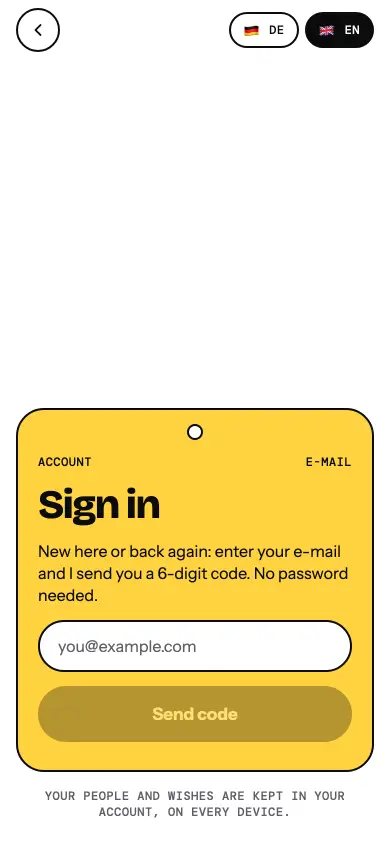 DE
EN
ACCOUNT
E-MAIL
Sign in
New here or back again: enter your e-mail
and I send you a 6-digit code. No password
needed.
you@example.com
Send code
YOUR PEOPLE AND WISHES ARE KEPT IN YOUR
ACCOUNT, ON EVERY DEVICE.